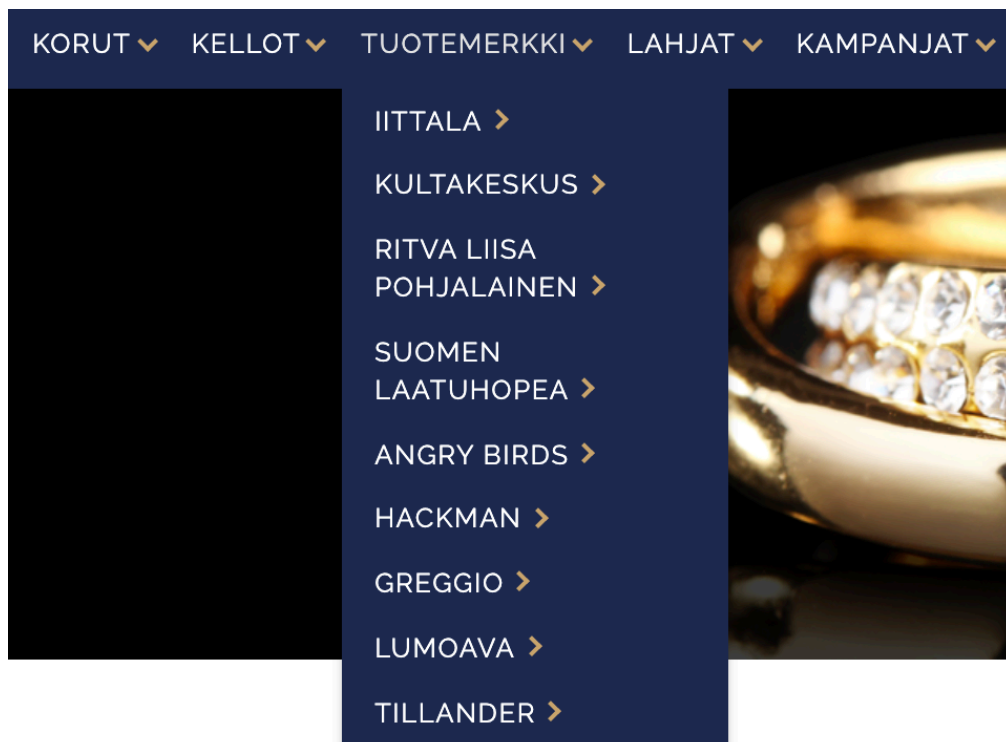 KORUT KELLOT TUOTEMERKKI LAHJAT KAMPANJAT
IITTALA
KULTAKESKUS
RITVA LIISA
POHJALAINEN
SUOMEN
LAATUHOPEA
ANGRY BIRDS
HACKMAN
GREGGIO
LUMOAVA
TILLANDER